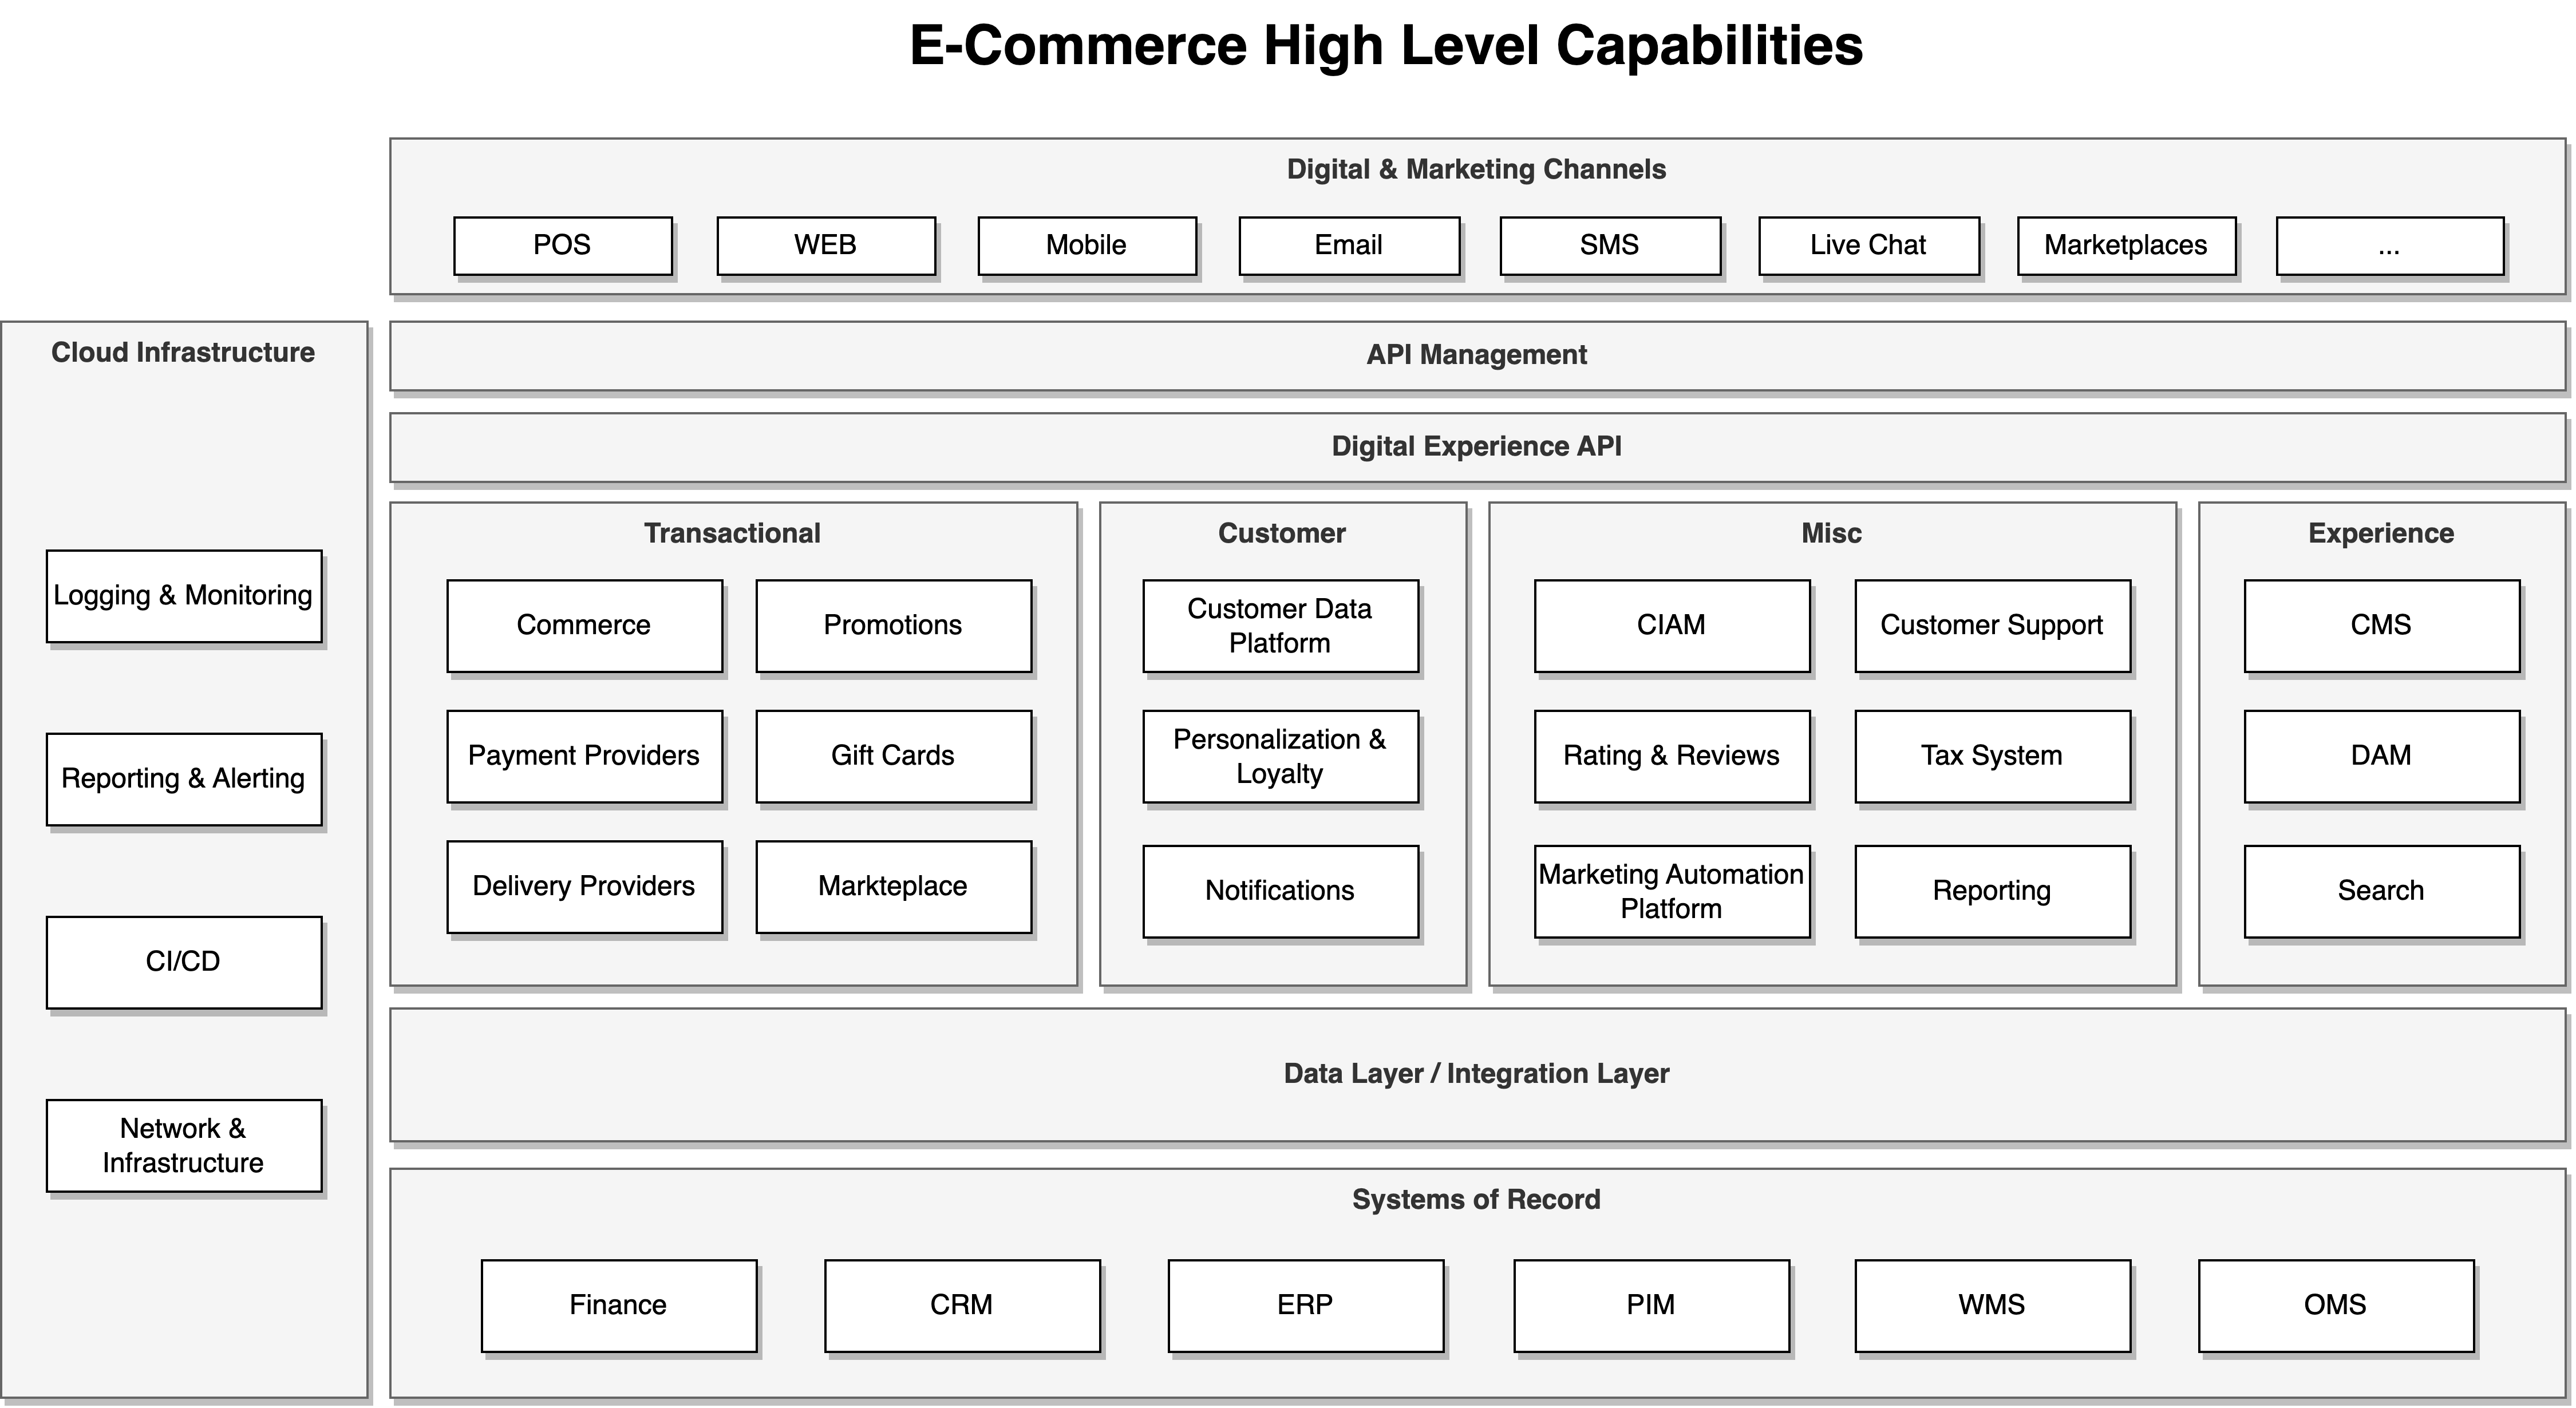 E-Commerce High Level Capabilities
Digital & Marketing Channels
POS
WEB
Mobile
Email
SMS
Live Chat
Marketplaces
...
Cloud Infrastructure
Logging & Monitoring
Reporting & Alerting
CI/CD
Network &
Infrastructure
API Management
Digital Experience API
Transactional
Commerce
Promotions
Payment Providers
Gift Cards
Delivery Providers
Markteplace
Customer
Customer Data
Platform
Personalization &
Loyalty
Notifications
Misc
CIAM
Customer Support
Rating & Reviews
Tax System
Marketing Automation
Platform
Reporting
Experience
CMS
DAM
Search
Data Layer / Integration Layer
Systems of Record
Finance
CRM
ERP
PIM
WMS
OMS